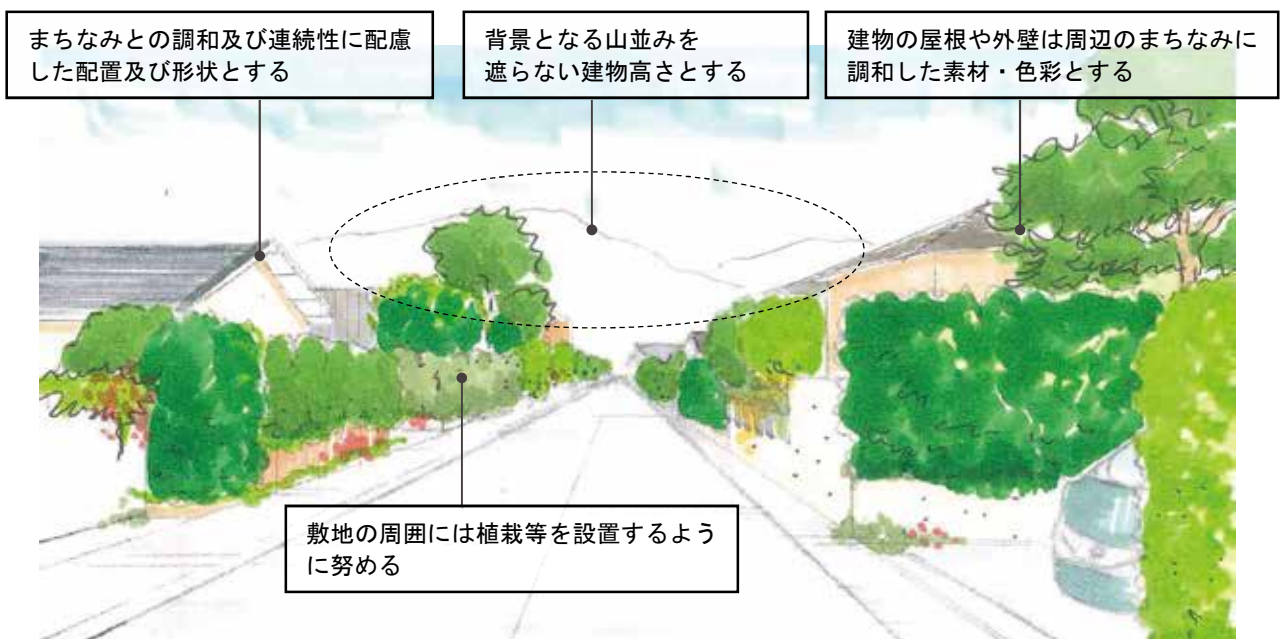 まちなみとの調和及び連続性に配慮
した配置及び形状とする
背景となる山並みを
遮らない建物高さとする
建物の屋根や外壁は周辺のまちなみに
調和した素材・色彩とする
敷地の周囲には植栽等を設置するよう
に努める